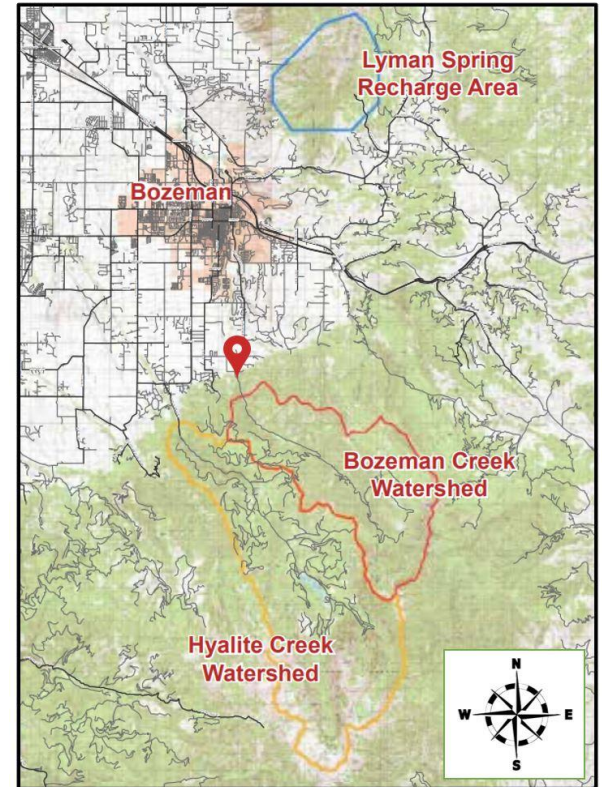 Lyman Spring
Recharge Area
Bozeman
Bozeman Creek
Watershed
Hyalite Creek
Watershed
N
W
E
S